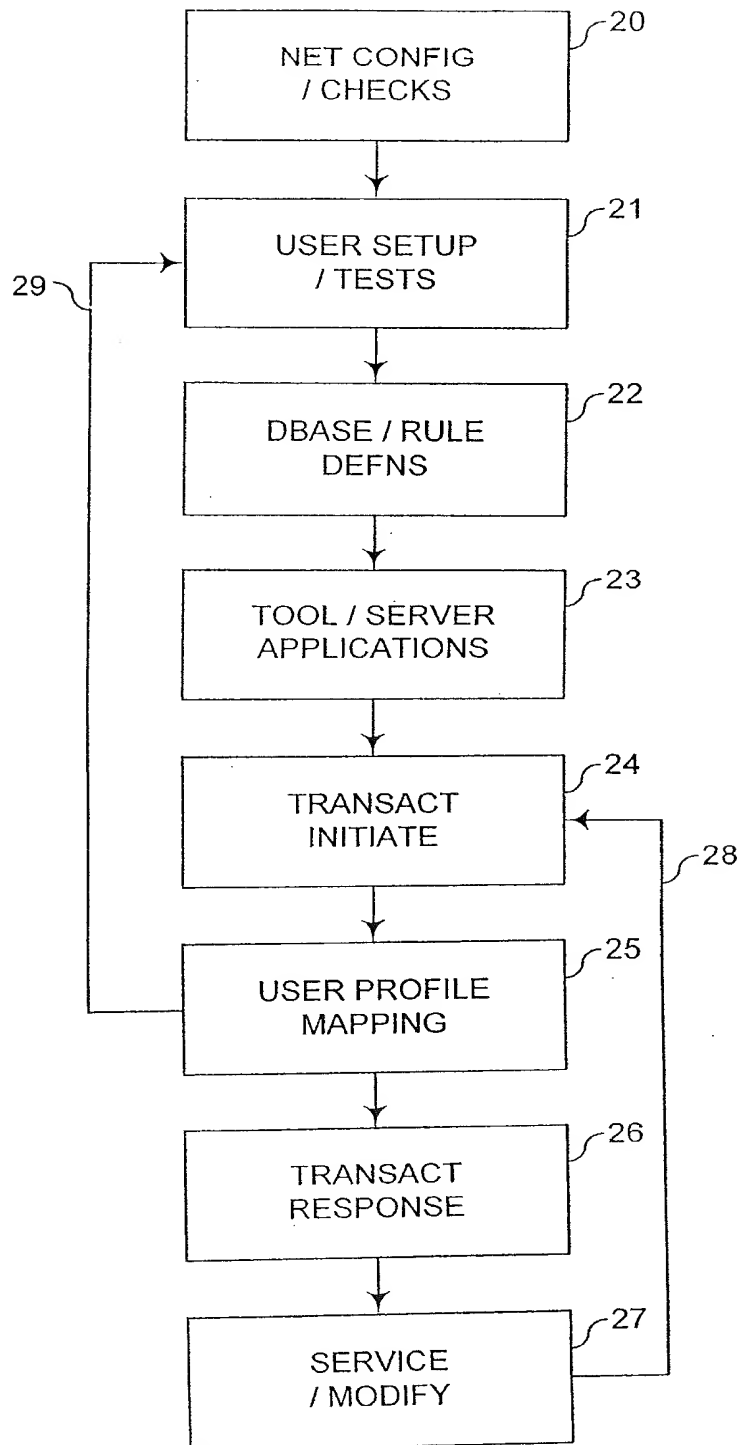 20
NET CONFIG
/ CHECKS
21
USER SETUP
/ TESTS
29
22
DBASE / RULE
DEFNS
23
TOOL / SERVER
APPLICATIONS
24
TRANSACT
INITIATE
28
25
USER PROFILE
MAPPING
26
TRANSACT
RESPONSE
27
SERVICE
/ MODIFY